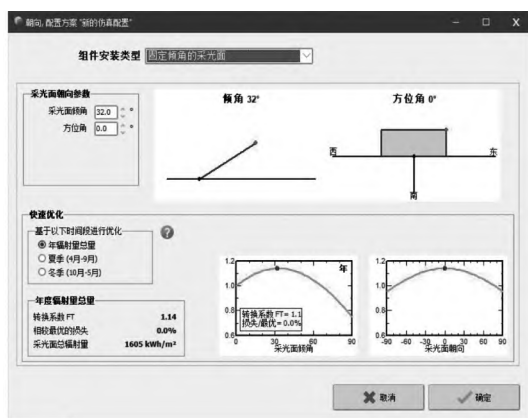 朝向, 配置方案 "新的仿真配置"
组件安装类型 固定倾角的采光面
采光面朝向参数
采光面倾角 32.0 °
方位角 0.0 °
倾角 32°
方位角 0°
西 东
南
快速优化
基于以下时间段进行优化
年辐射量总量
夏季 (4月-9月)
冬季 (10月-5月)
年度辐射量总量
转换系数 FT 1.14
相较最优的损失 0.0%
采光面总辐射量 1605 kWh/m²
1.2
年
1.0
0.8
转换系数 FT= 1.1
损失/最优= 0.0%
0.6
0 30 60 90
采光面倾角
1.2
1.0
0.8
0.6
-90 -60 -30 0 30 60 90
采光面朝向
取消 确定